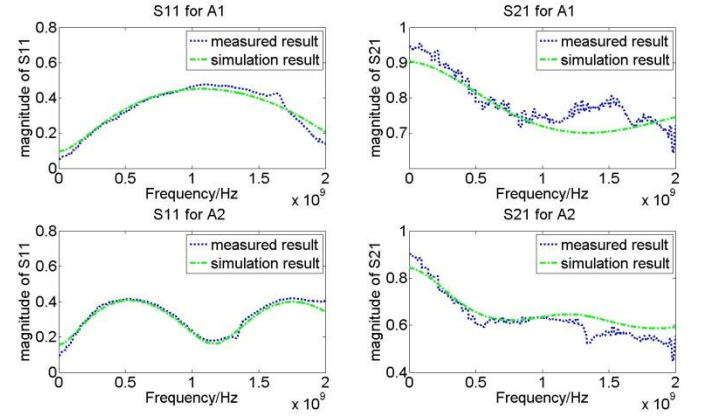 S11 for A1
measured result
simulation result
magnitude of S11
0.8
0.6
0.4
0.2
0
0 0.5 1 1.5 2
Frequency/Hz
x 10^9
S21 for A1
measured result
simulation result
magnitude of S21
1
0.9
0.8
0.7
0 0.5 1 1.5 2
Frequency/Hz
x 10^9
S11 for A2
measured result
simulation result
magnitude of S11
0.8
0.6
0.4
0.2
0
0 0.5 1 1.5 2
Frequency/Hz
x 10^9
S21 for A2
measured result
simulation result
magnitude of S21
1
0.8
0.6
0.4
0 0.5 1 1.5 2
Frequency/Hz
x 10^9